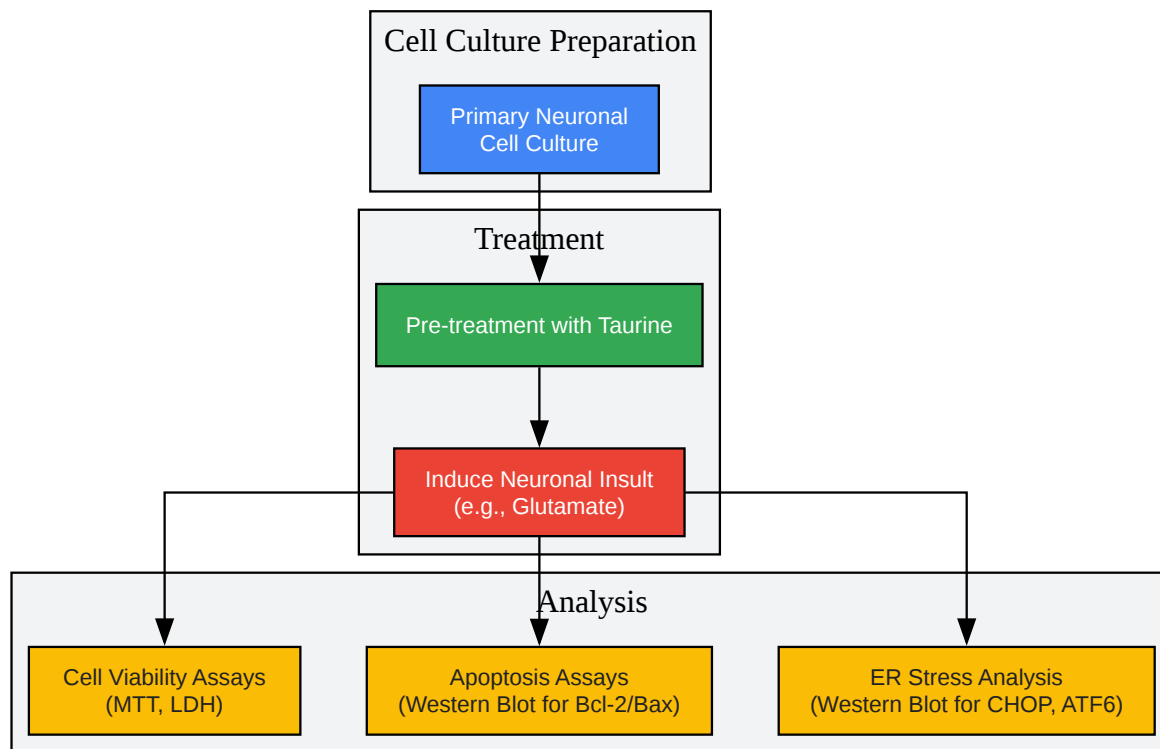 Cell Culture Preparation
Primary Neuronal
Cell Culture
Treatment
Pre-treatment with Taurine
Induce Neuronal Insult
(e.g., Glutamate)
Analysis
Cell Viability Assays
(MTT, LDH)
Apoptosis Assays
(Western Blot for Bcl-2/Bax)
ER Stress Analysis
(Western Blot for CHOP, ATF6)